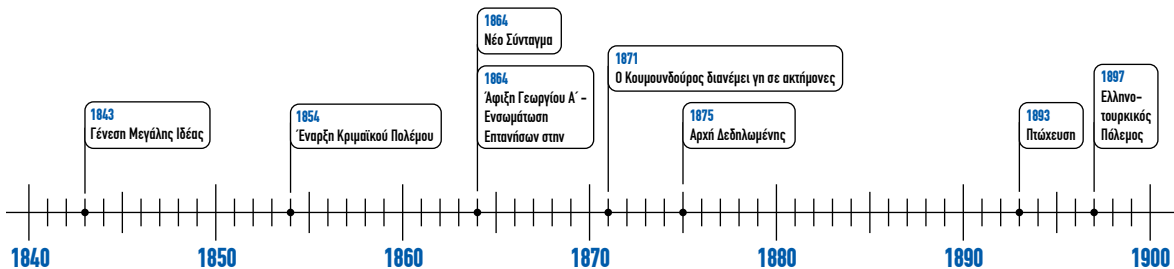 1843
Γένεση Μεγάλης Ιδέας
1854
Έναρξη Κριμαϊκού Πολέμου
1864
Νέο Σύνταγμα
1864
Άφιξη Γεωργίου Α΄ -
Ενσωμάτωση
Επτανήσων στην
1871
Ο Κουμουνδούρος διανέμει γη σε ακτήμονες
1875
Αρχή Δεδηλωμένης
1893
Πτώχευση
1897
Ελληνο-
τουρκικός
Πόλεμος
1840
1850
1860
1870
1880
1890
1900